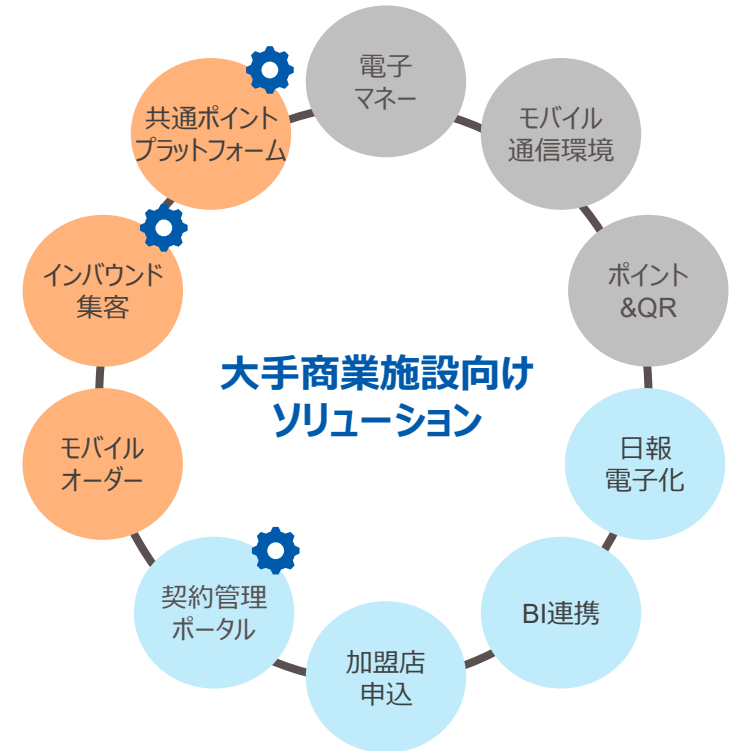 電子
マネー
モバイル
通信環境
ポイント
&QR
日報
電子化
BI連携
加盟店
申込
契約管理
ポータル
モバイル
オーダー
インバウンド
集客
共通ポイント
プラットフォーム
大手商業施設向け
ソリューション